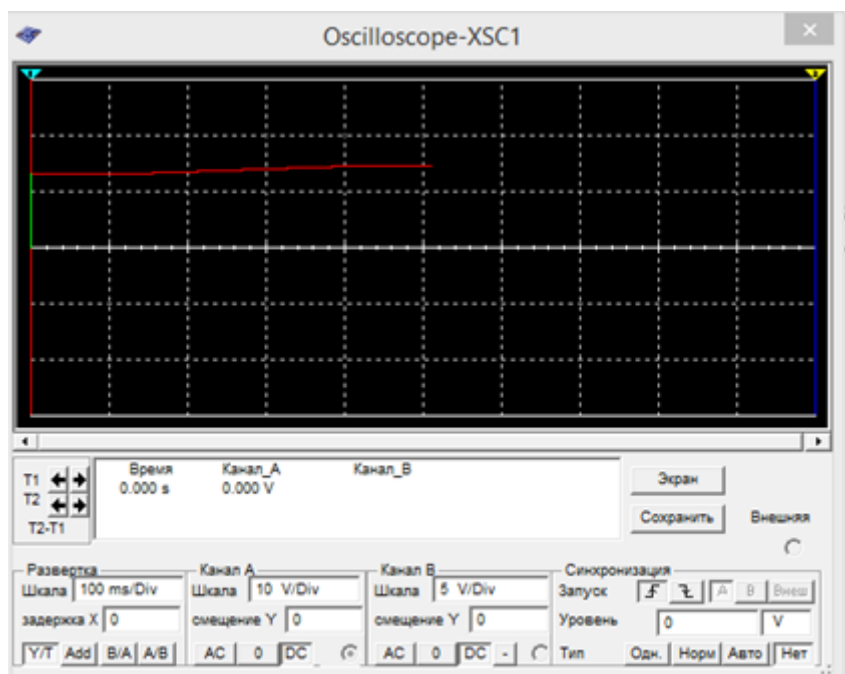 Oscilloscope-XSC1
T1
T2
T2-T1
Время Канал_A Канал_B
0.000 s 0.000 V
Экран
Сохранить
Внешняя
Развертка
Шкала 100 ms/Div
задержка X 0
Y/T Add B/A A/B
Канал A
Шкала 10 V/Div
смещение Y 0
AC 0 DC
Канал B
Шкала 5 V/Div
смещение Y 0
AC 0 DC -
Синхронизация
Запуск A B Внеш
Уровень 0 V
Тип Одн. Норм Авто Нет